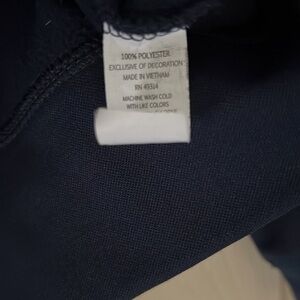 100% POLYESTER
EXCLUSIVE OF DECORATION
MADE IN VIETNAM
RN 49314
MACHINE WASH COLD
WITH LIKE COLORS